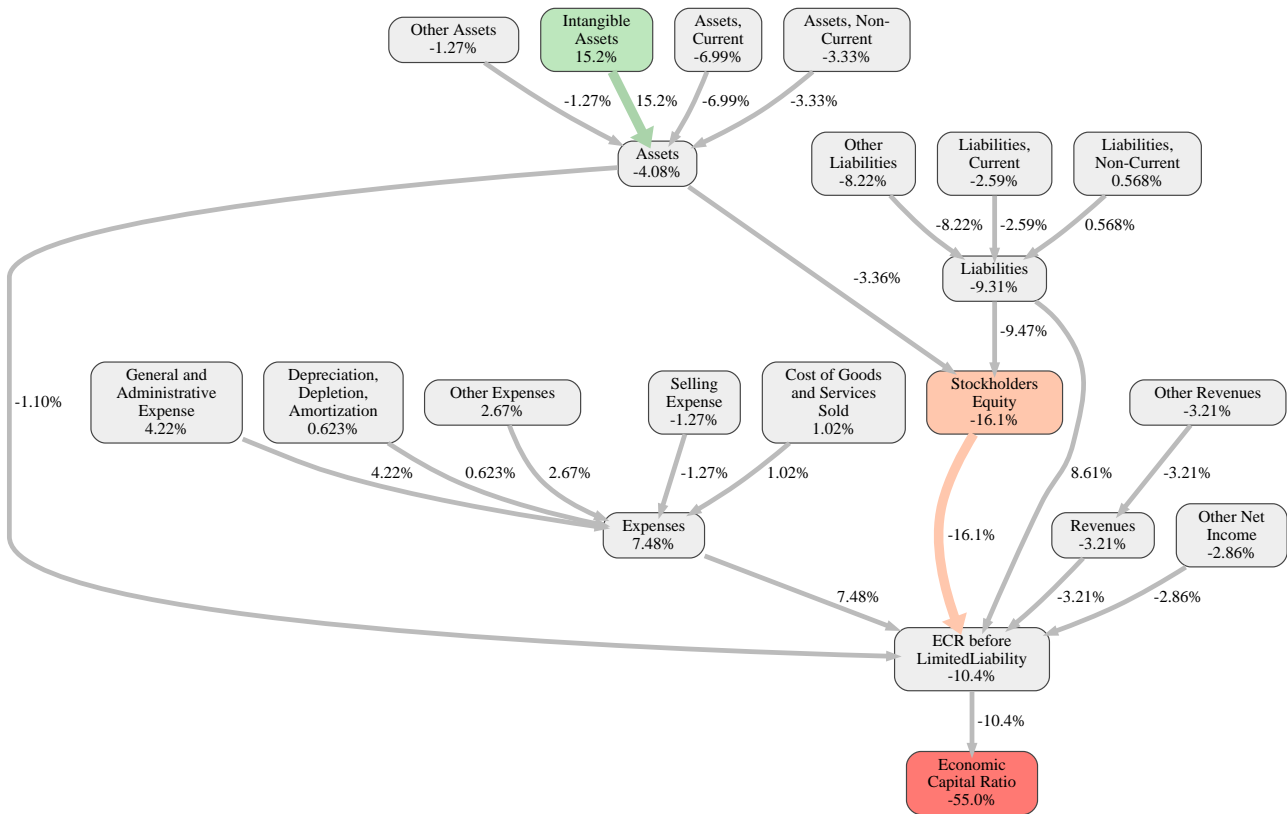 Other Assets
-1.27%
Intangible
Assets
15.2%
Assets,
Current
-6.99%
Assets, Non-
Current
-3.33%
-1.27%
15.2%
-6.99%
-3.33%
Assets
-4.08%
Other
Liabilities
-8.22%
Liabilities,
Current
-2.59%
Liabilities,
Non-Current
0.568%
-8.22%
-2.59%
0.568%
Liabilities
-9.31%
-3.36%
-9.47%
General and
Administrative
Expense
4.22%
Depreciation,
Depletion,
Amortization
0.623%
Other Expenses
2.67%
Selling
Expense
-1.27%
Cost of Goods
and Services
Sold
1.02%
Stockholders
Equity
-16.1%
Other Revenues
-3.21%
-1.10%
4.22%
0.623%
2.67%
-1.27%
1.02%
8.61%
-3.21%
Expenses
7.48%
-16.1%
Revenues
-3.21%
Other Net
Income
-2.86%
7.48%
-3.21%
-2.86%
ECR before
LimitedLiability
-10.4%
-10.4%
Economic
Capital Ratio
-55.0%